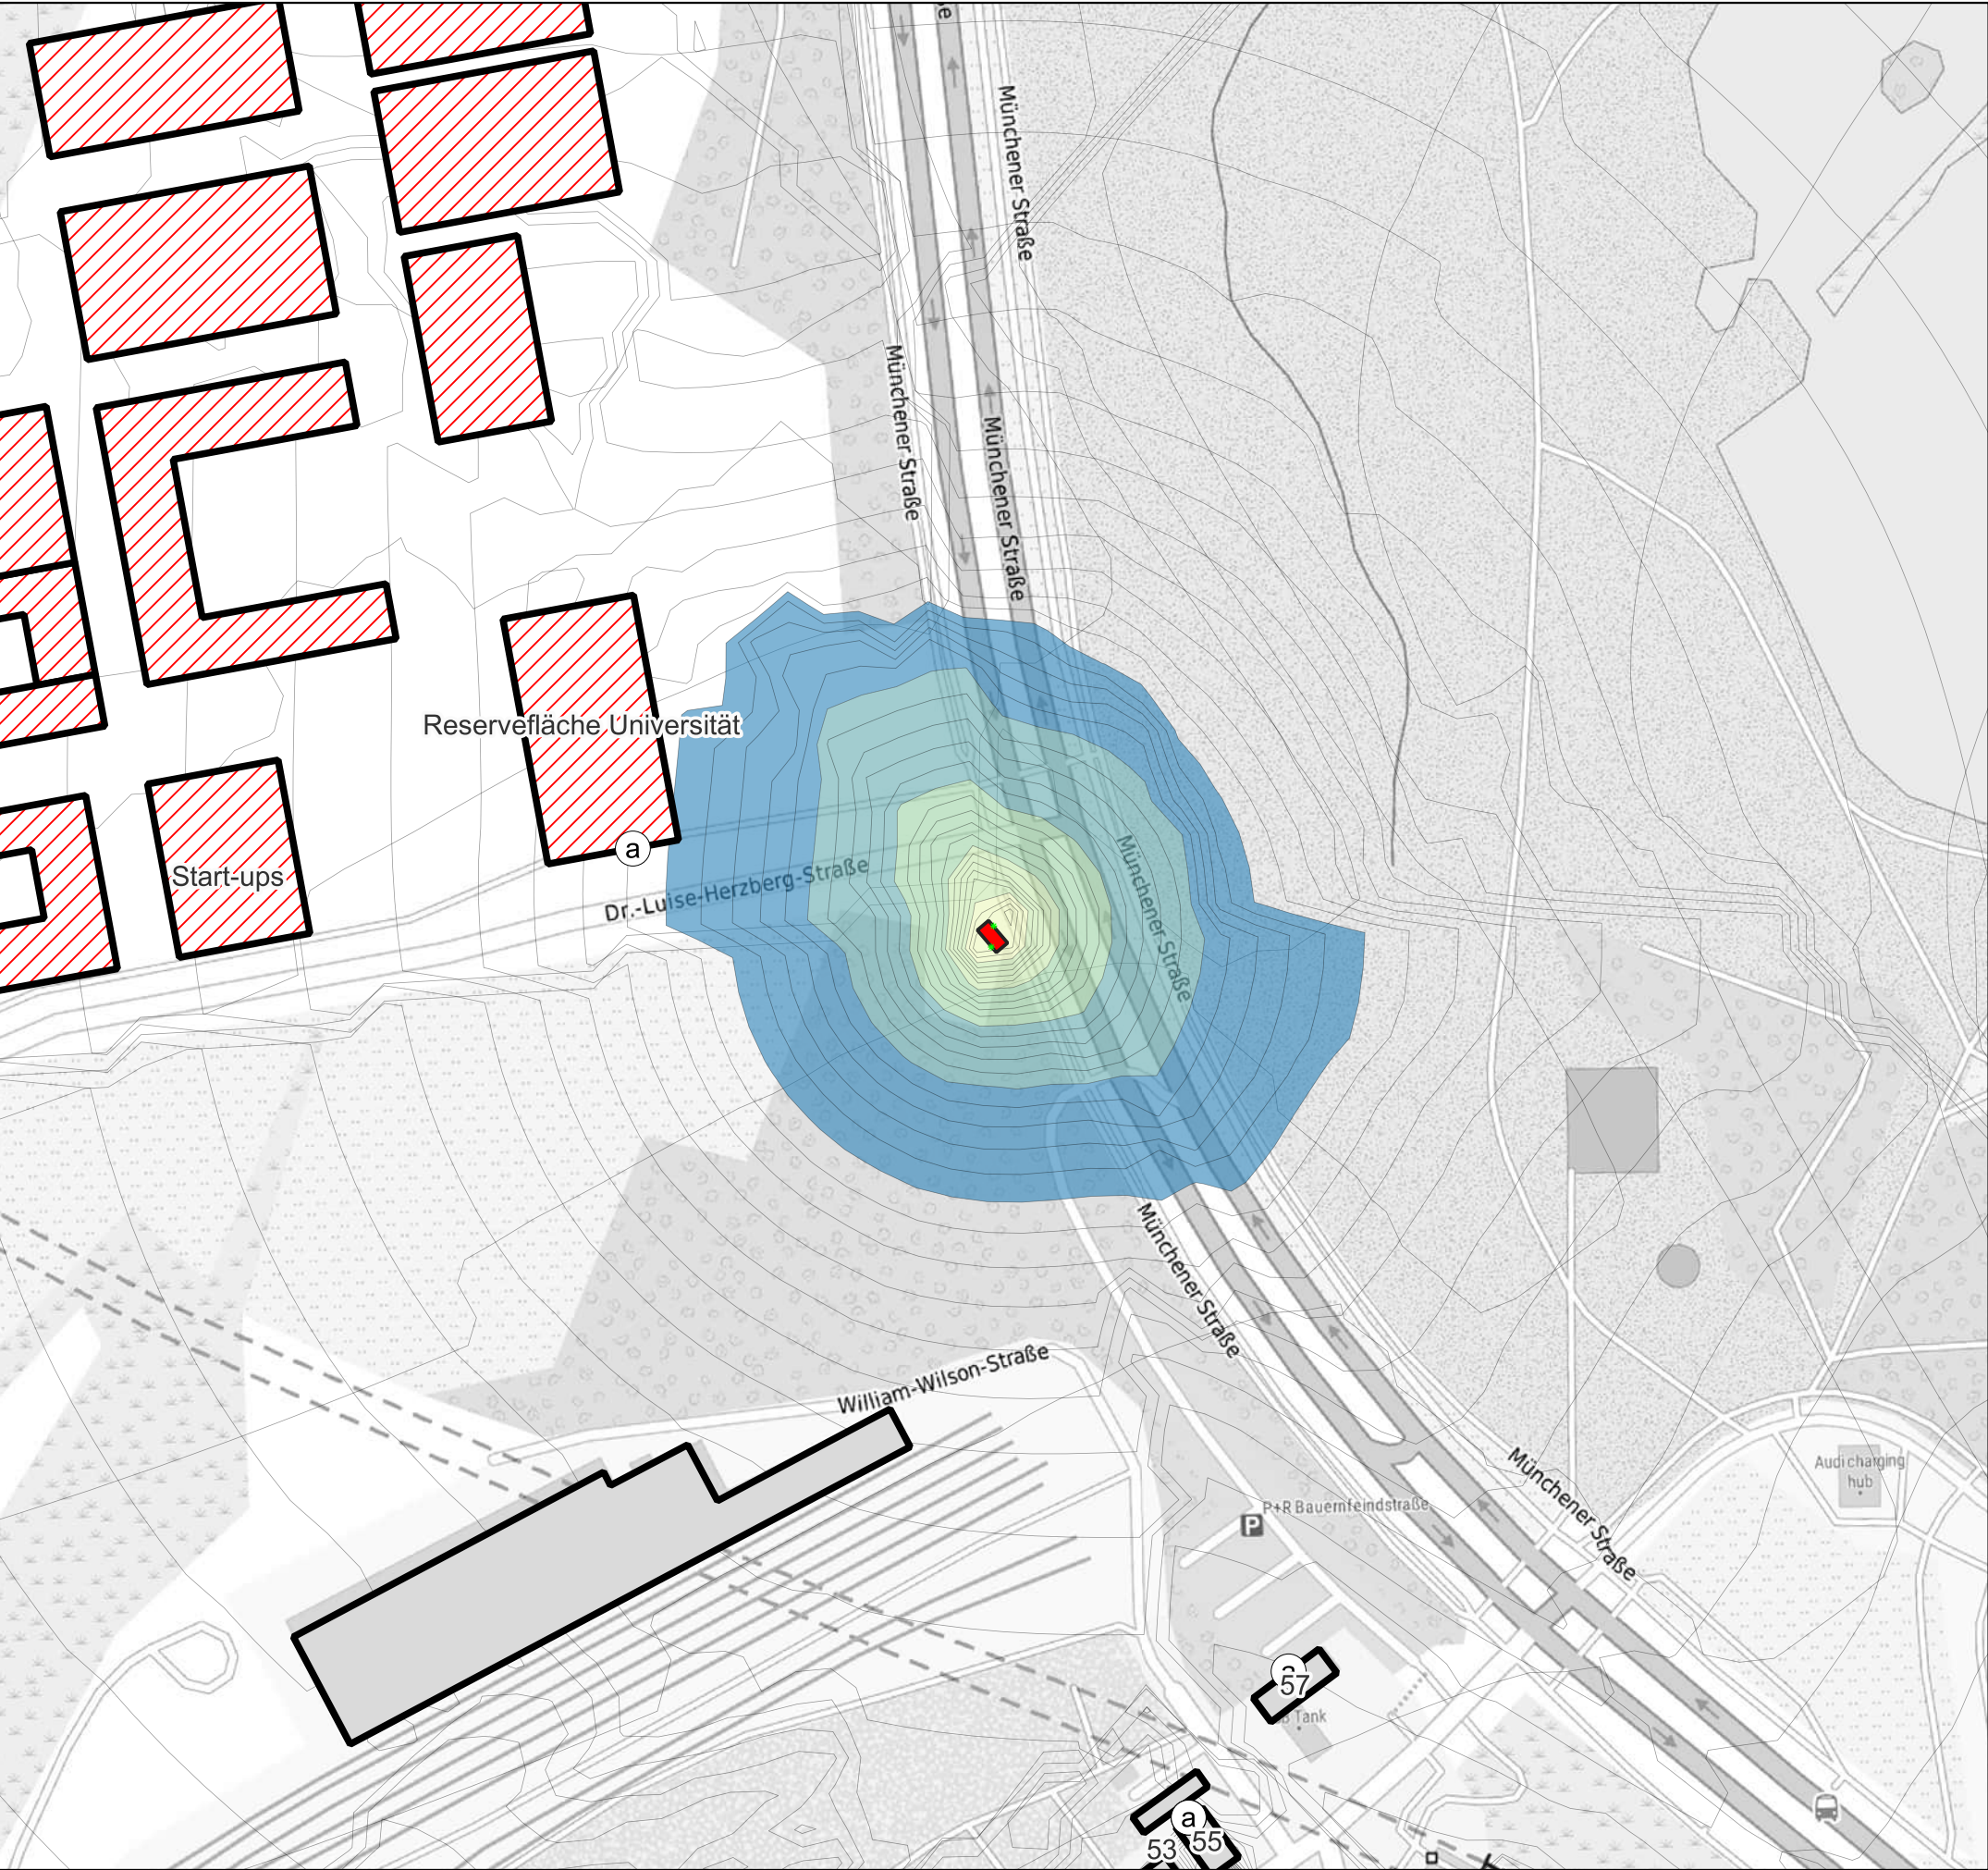 Münchener Straße
Münchener Straße
Münchener Straße
Reservefläche Universität
a
Start-ups
Dr.-Luise-Herzberg-Straße
Münchener Straße
Münchener Straße
William-Wilson-Straße
Münchener Straße
Audi charging
hub
P+R Bauernfeindstraße
P
57
Tank
a
53
55